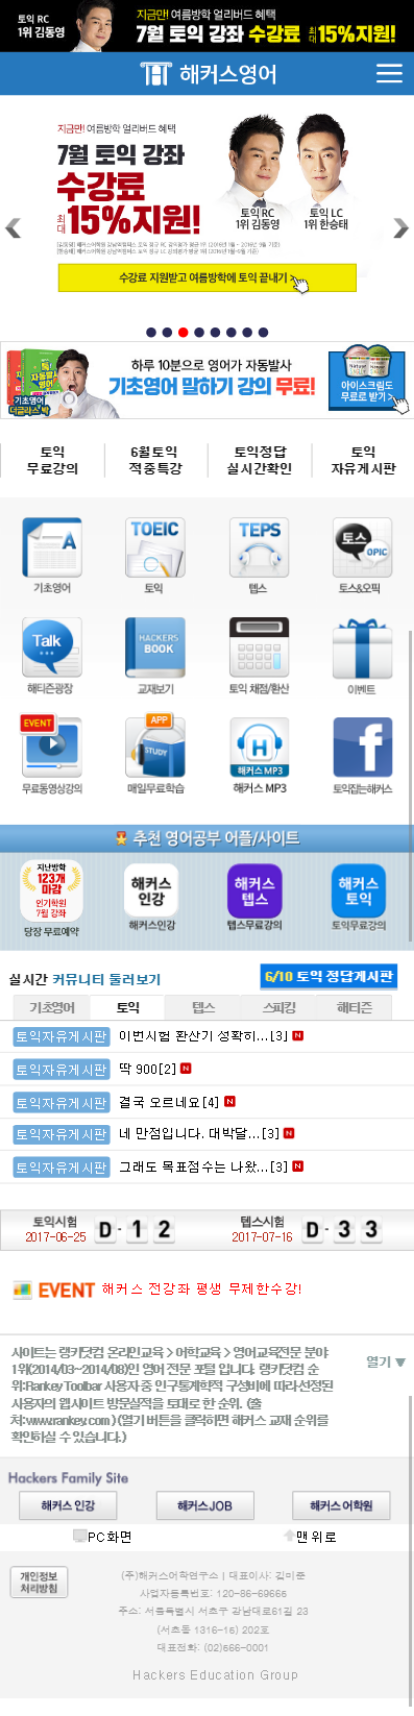 토익 RC
1위 김동영
지금만! 여름방학 얼리버드 혜택
7월 토익 강좌 수강료 최대 15%지원!
해커스영어
지금만! 여름방학 얼리버드 혜택
7월 토익 강좌
수강료
최대 15%지원!
토익 RC
1위 김동영
토익 LC
1위 한승태
수강료 지원받고 여름방학에 토익 끝내기 >
하루 10분으로 영어가 자동발사
기초영어 말하기 강의 무료!
기초영어
아이스크림도
무료로 받기 >
토익
무료강의
6월토익
적중특강
토익정답
실시간확인
토익
자유게시판
A
TOEIC
TEPS
토스
OPIC
기초영어
토익
텝스
토스&오픽
Talk
HACKERS
BOOK
해티즌광장
교재보기
토익 채점/환산
이벤트
EVENT
APP
STUDY
H
해커스 MP3
f
무료동영상강의
매일무료학습
해커스 MP3
토익잡는해커스
추천 영어공부 어플/사이트
지난방학
123개
마감
인기학원
7월 강좌
해커스
인강
해커스
텝스
해커스
토익
당장 무료예약
해커스인강
텝스무료강의
토익무료강의
실시간 커뮤니티 둘러보기
6/10 토익 정답게시판
기초영어
토익
텝스
스피킹
해티즌
토익자유게시판 이번시험 환산기 정확히...[3] N
토익자유게시판 딱 900[2] N
토익자유게시판 결국 오르네요[4] N
토익자유게시판 네 만점입니다. 대박달...[3] N
토익자유게시판 그래도 목표점수는 나왔...[3] N
토익시험
2017-06-25
D - 1 2
텝스시험
2017-07-16
D - 3 3
EVENT 해커스 전강좌 평생 무제한수강!
사이트는 랭키닷컴 온라인교육 > 어학교육 > 영어교육전문 분야
1위(2014/03~2014/08)인 영어 전문 포털 입니다. 랭키닷컴 순
위:Rankey Toolbar 사용자 중 인구통계학적 구성비에 따라 선정된
사용자의 웹사이트 방문실적을 토대로 한 순위. (출
처:www.rankey.com ) (열기 버튼을 클릭하면 해커스 교재 순위를
확인하실 수 있습니다.)
열기 ▼
Hackers Family Site
해커스 인강
해커스JOB
해커스 어학원
PC화면
맨 위로
개인정보
처리방침
(주)해커스어학연구소 | 대표이사: 김미준
사업자등록번호: 120-86-69666
주소: 서울특별시 서초구 강남대로61길 23
(서초동 1316-16) 202호
대표전화: (02)566-0001
Hackers Education Group